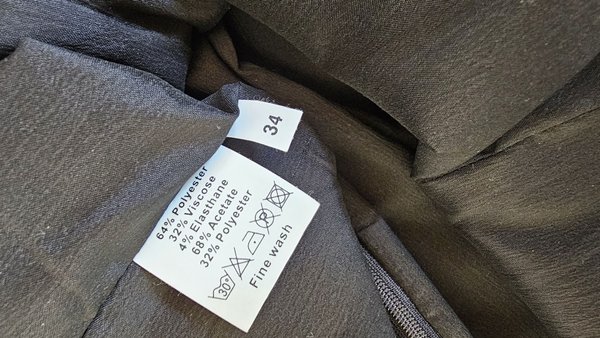 34
64% Polyester
32% Viscose
4% Elasthane
68% Acetate
32% Polyester
30°
Fine wash